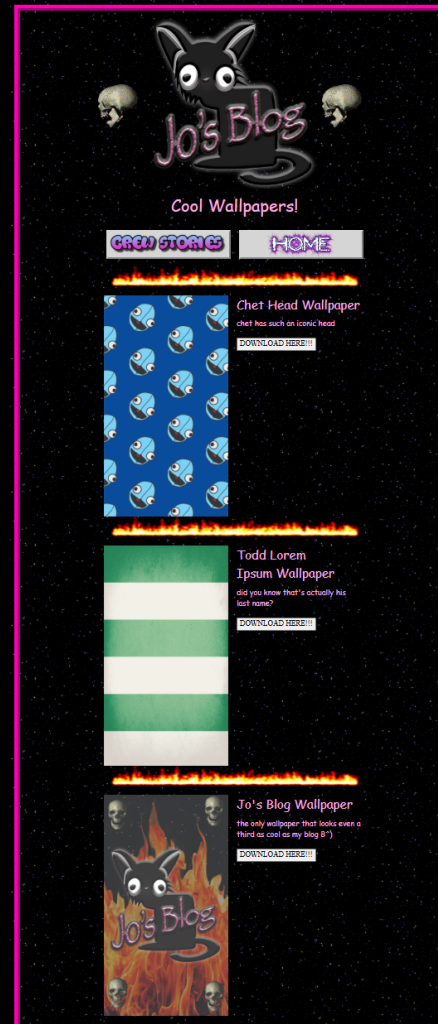 Jo's Blog
Cool Wallpapers!
CREW STORIES
HOME
Chet Head Wallpaper
chet has such an iconic head
DOWNLOAD HERE!!!
Todd Lorem
Ipsum Wallpaper
did you know that's actually his
last name?
DOWNLOAD HERE!!!
Jo's Blog Wallpaper
the only wallpaper that looks even a
third as cool as my blog B^)
DOWNLOAD HERE!!!
Jo's Blog